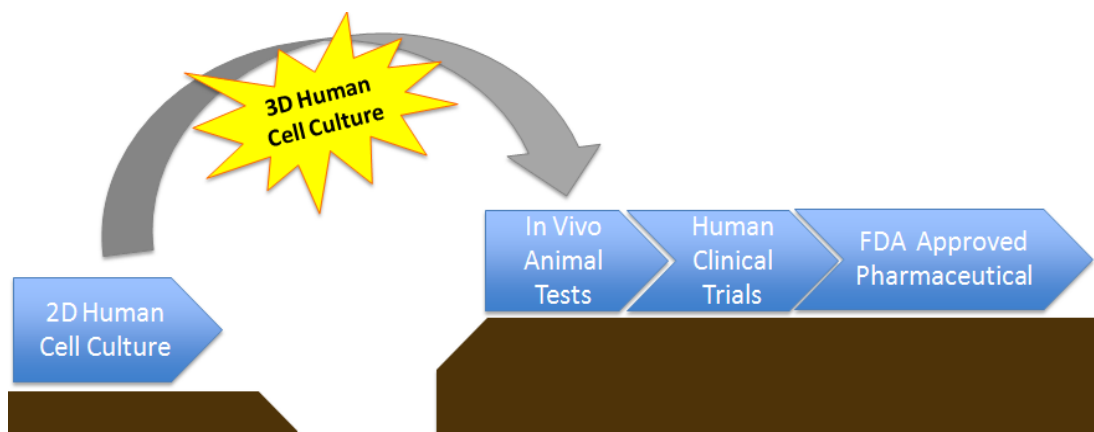 3D Human
Cell Culture
2D Human
Cell Culture
In Vivo
Animal
Tests
Human
Clinical
Trials
FDA Approved
Pharmaceutical